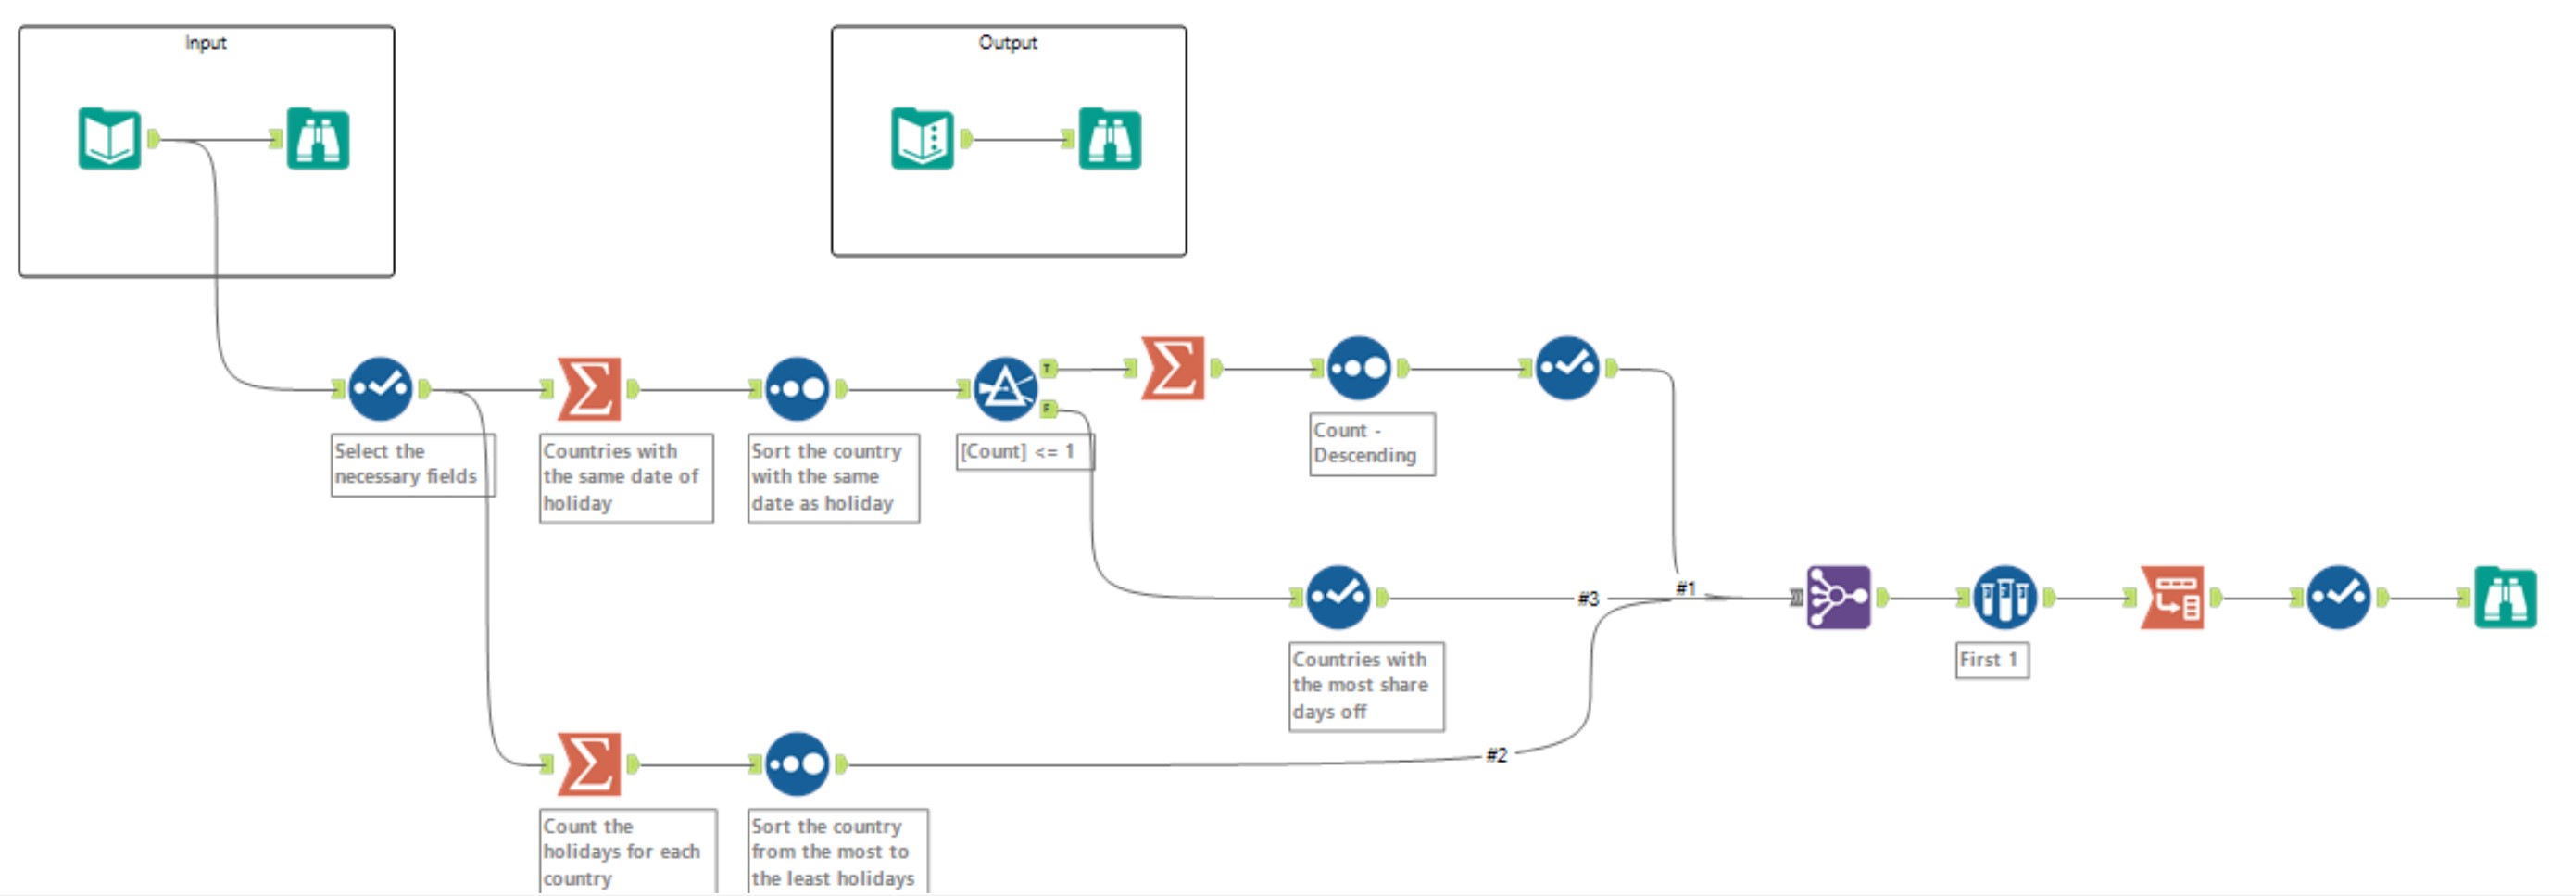 Input
Output
Select the
necessary fields
Countries with
the same date of
holiday
Sort the country
with the same
date as holiday
T
F
[Count] <= 1
Count -
Descending
#1
#3
Countries with
the most share
days off
First 1
#2
Count the
holidays for each
country
Sort the country
from the most to
the least holidays